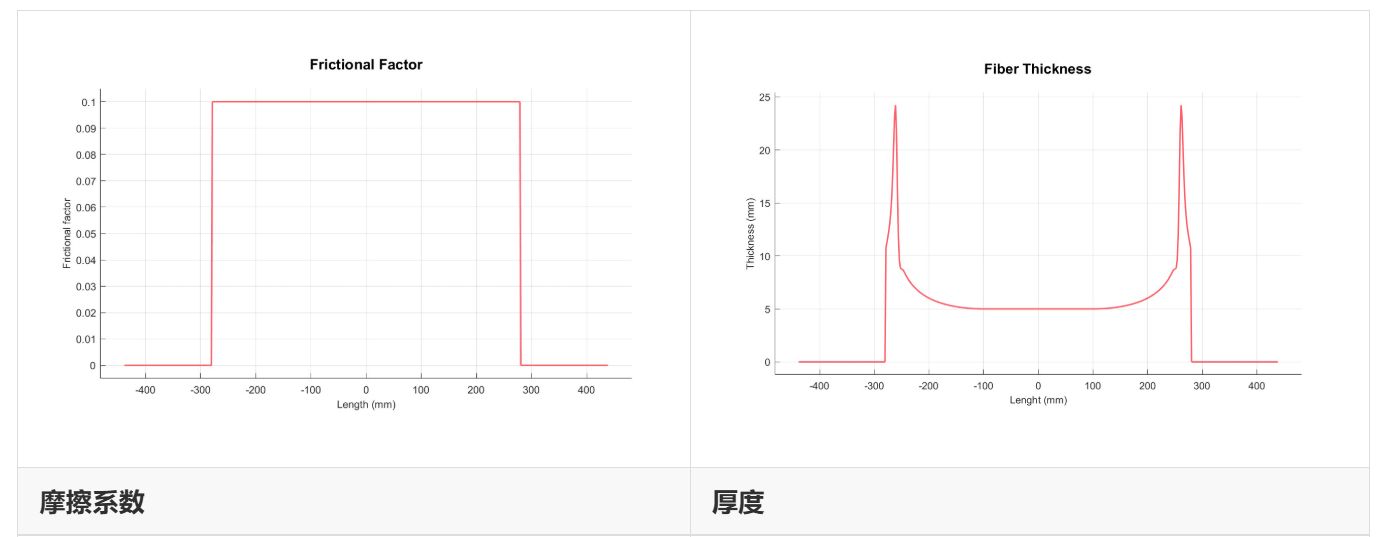 Frictional Factor
0.1
0.09
0.08
0.07
0.06
0.05
0.04
0.03
0.02
0.01
0
Frictional factor
-400 -300 -200 -100 0 100 200 300 400
Length (mm)
Fiber Thickness
25
20
15
10
5
0
Thickness (mm)
-400 -300 -200 -100 0 100 200 300 400
Lenght (mm)
摩擦系数
厚度